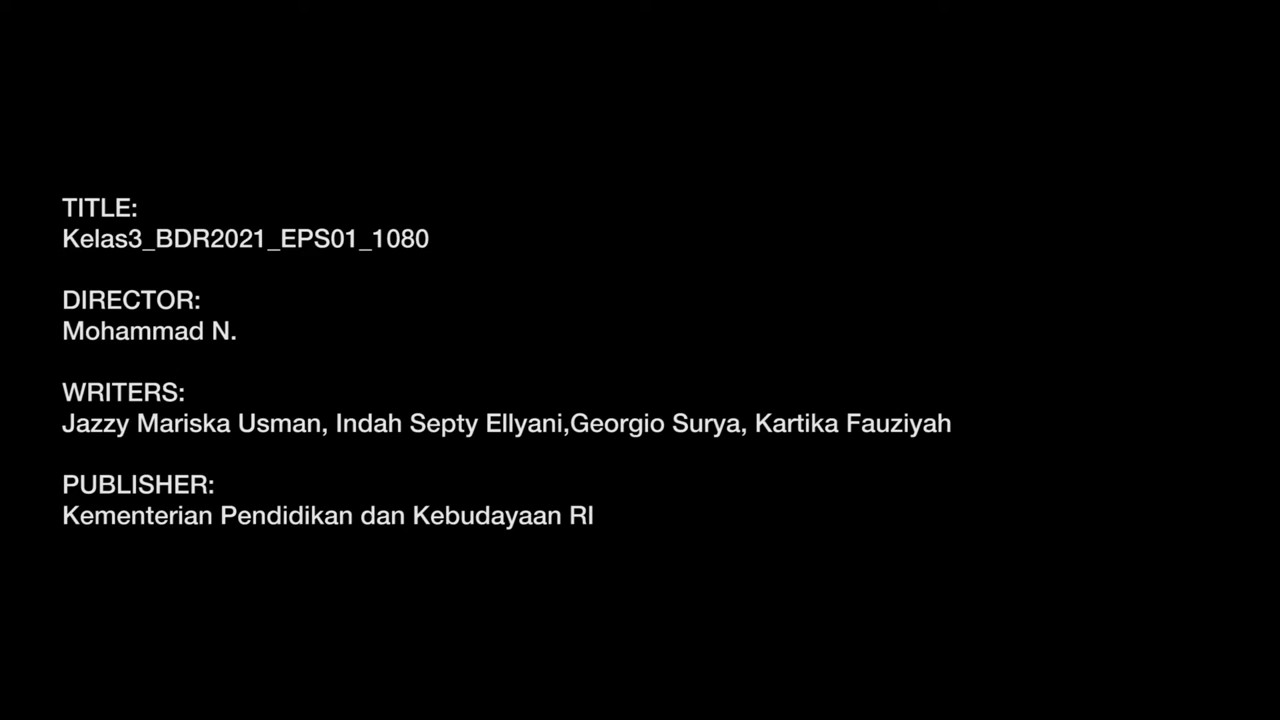 TITLE:
Kelas3_BDR2021_EPS01_1080
DIRECTOR:
Mohammad N.
WRITERS:
Jazzy Mariska Usman, Indah Septy Ellyani,Georgio Surya, Kartika Fauziyah
PUBLISHER:
Kementerian Pendidikan dan Kebudayaan RI